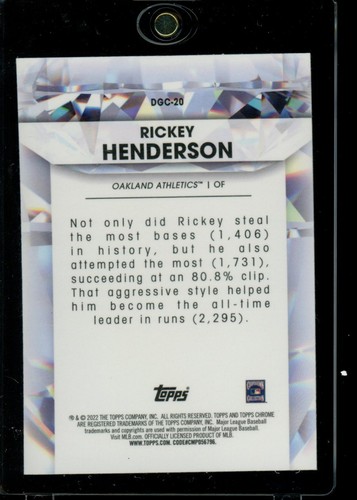 DGC-20
RICKEY
HENDERSON
OAKLAND ATHLETICS™ | OF
Not only did Rickey steal
the most bases (1,406)
in history, but he also
attempted the most (1,731),
succeeding at an 80.8% clip.
That aggressive style helped
him become the all-time
leader in runs (2,295).
Topps
® & © 2022 THE TOPPS COMPANY, INC. ALL RIGHTS RESERVED. TOPPS AND TOPPS CHROME
ARE REGISTERED TRADEMARKS OF THE TOPPS COMPANY, INC. Major League Baseball
trademarks and copyrights are used with permission of Major League Baseball.
Visit MLB.com. OFFICIALLY LICENSED PRODUCT OF MLB.
WWW.TOPPS.COM. CODE#CMP056796.